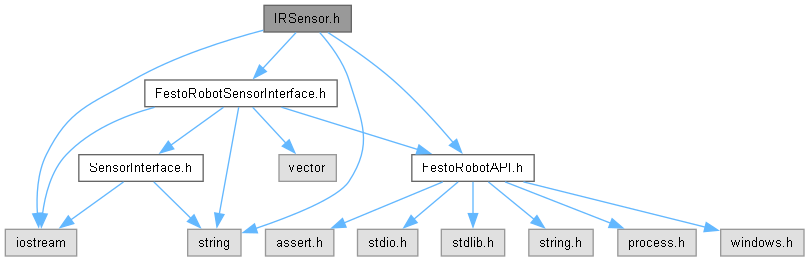 IRSensor.h
FestoRobotSensorInterface.h
SensorInterface.h
vector
FestoRobotAPI.h
iostream
string
assert.h
stdio.h
stdlib.h
string.h
process.h
windows.h